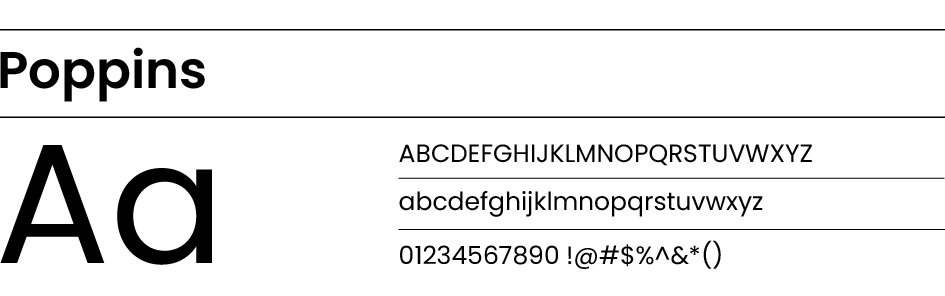 Poppins
Aa
ABCDEFGHIJKLMNOPQRSTUVWXYZ
abcdefghijklmnopqrstuvwxyz
01234567890 !@#$%^&*()